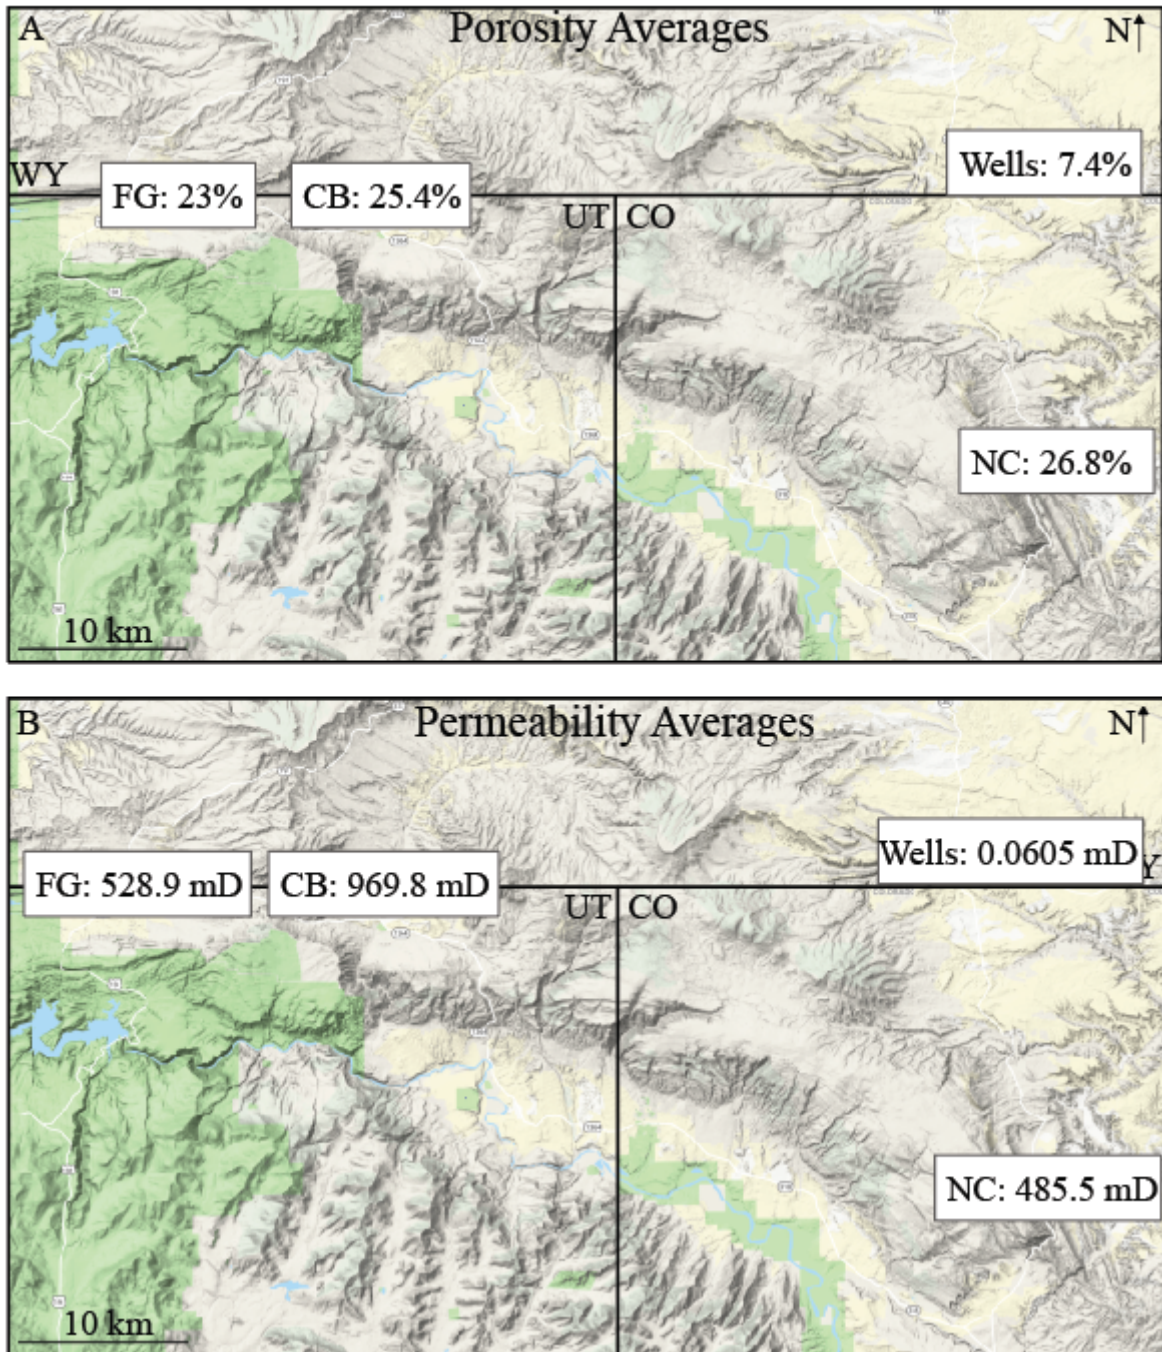 A
Porosity Averages
N
WY
FG: 23%
CB: 25.4%
Wells: 7.4%
UT
CO
COLORADO
NC: 26.8%
10 km
B
Permeability Averages
N
Wells: 0.0605 mD
Y
FG: 528.9 mD
CB: 969.8 mD
UT
CO
COLORADO
NC: 485.5 mD
10 km